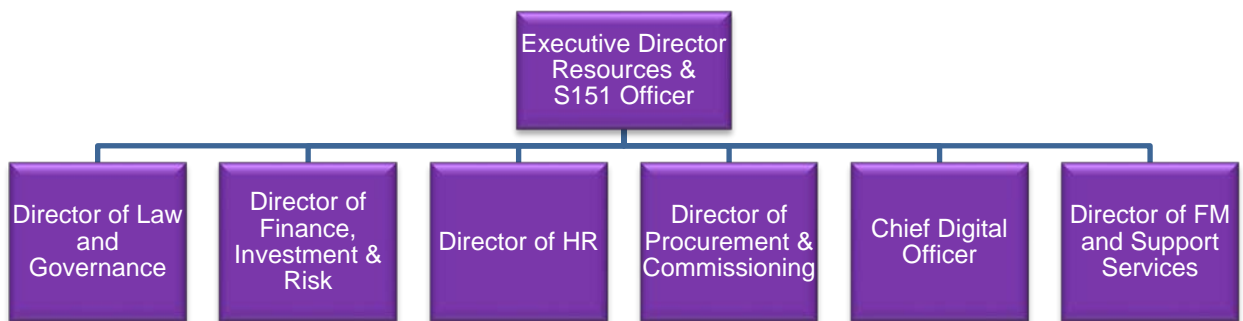 Executive Director
Resources &
S151 Officer
Director of Law
and
Governance
Director of
Finance,
Investment &
Risk
Director of HR
Director of
Procurement &
Commissioning
Chief Digital
Officer
Director of FM
and Support
Services